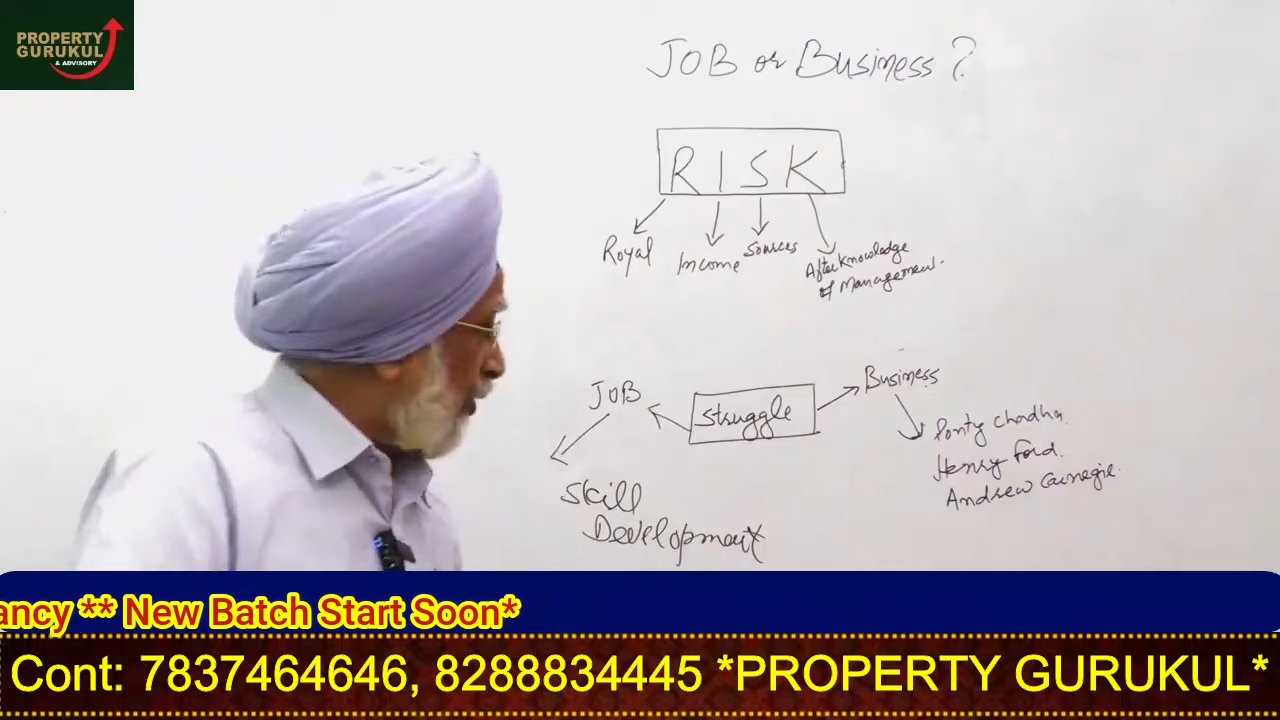 PROPERTY
GURUKUL
& ADVISORY
JOB or Business ?
RISK
Royal
Income
Sources
After Knowledge
of Management.
JOB
Struggle
Business
Ponty Chadha
Henry Ford.
Andrew Carnegie.
Skill
Development
ancy ** New Batch Start Soon*
Cont: 7837464646, 8288834445 *PROPERTY GURUKUL*